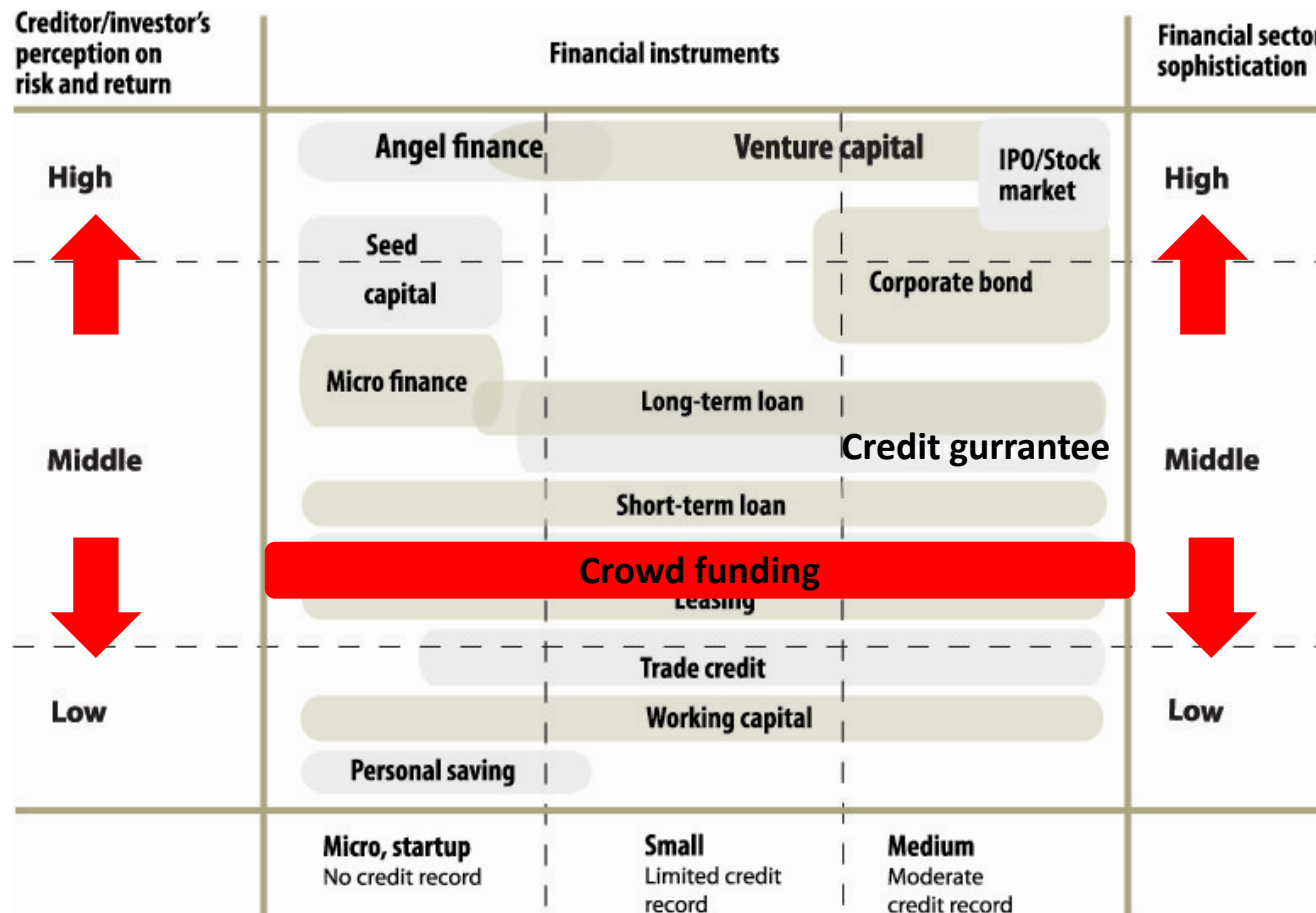 Creditor/investor's
perception on
risk and return
Financial instruments
Financial sector
sophistication
High
Angel finance
Venture capital
IPO/Stock
market
High
Seed
capital
Corporate bond
Micro finance
Long-term loan
Middle
Credit gurrantee
Middle
Short-term loan
Crowd funding
Leasing
Trade credit
Low
Working capital
Low
Personal saving
Micro, startup
No credit record
Small
Limited credit
record
Medium
Moderate
credit record